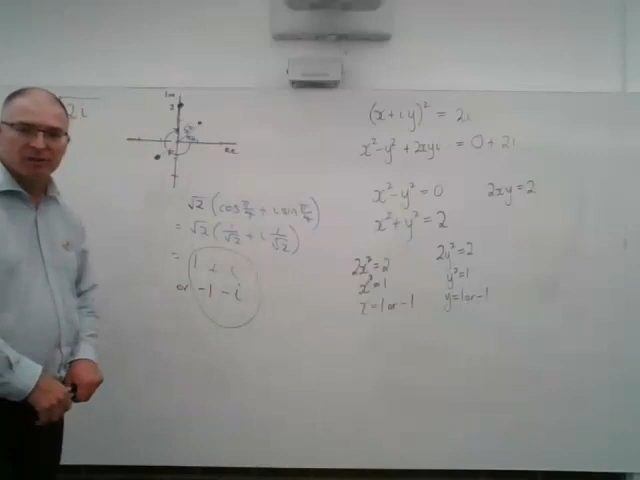 √2i
Im
2
Re
√2 (cos π/4 + i sin π/4)
= √2 (1/√2 + i 1/√2)
= 1 + i
or -1 - i
(x + iy)² = 2i
x² - y² + 2xyi = 0 + 2i
x² - y² = 0 2xy = 2
x² + y² = 2
2x² = 2 2y² = 2
x² = 1 y² = 1
x = 1 or -1 y = 1 or -1